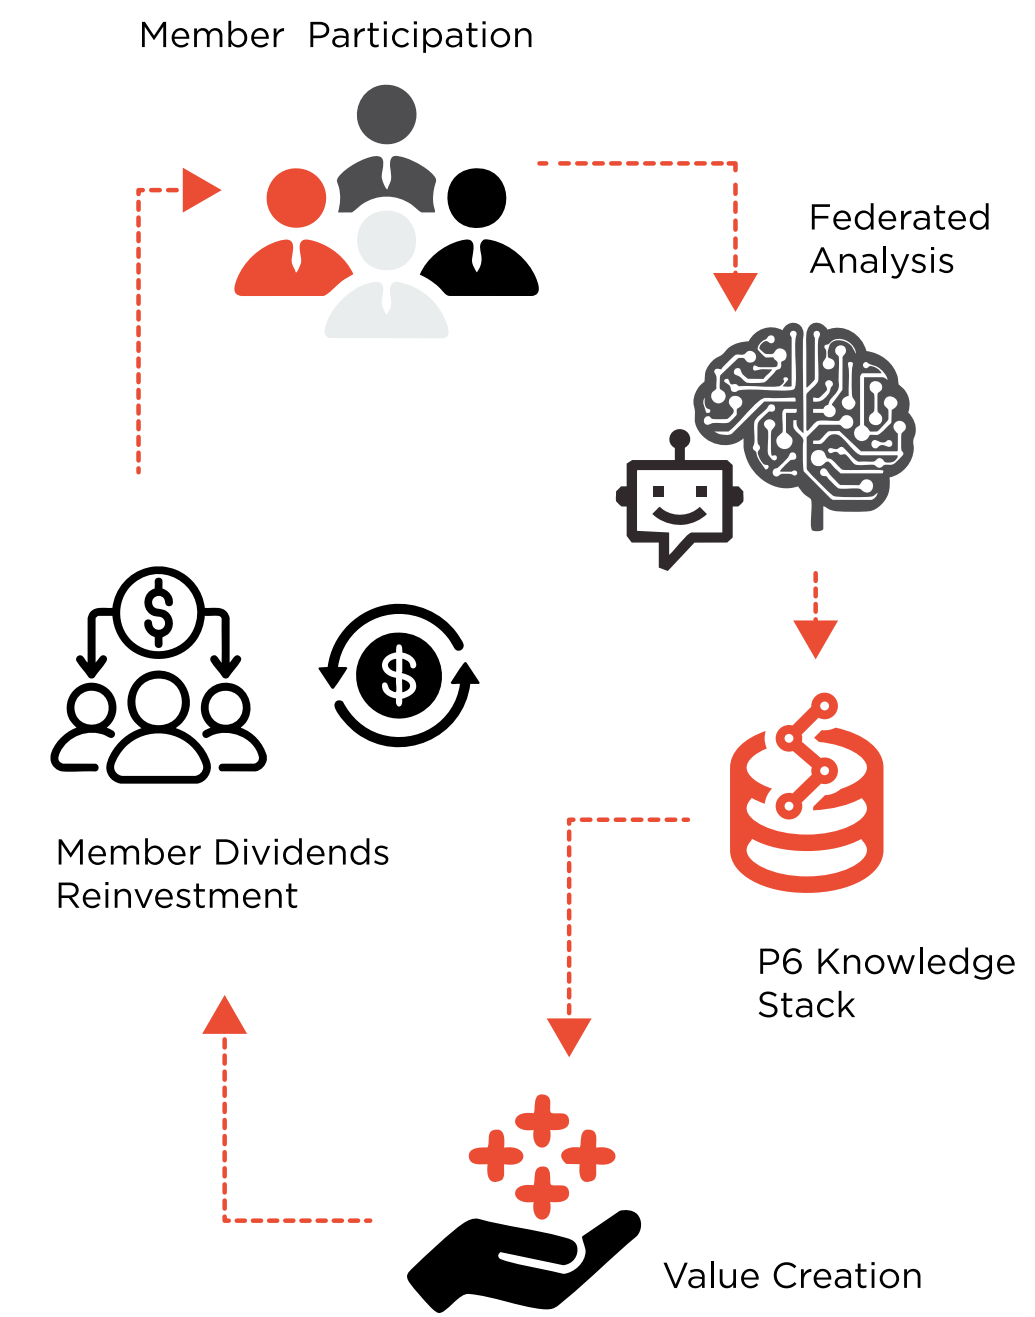 Member Participation
Federated
Analysis
$
$
Member Dividends
Reinvestment
P6 Knowledge
Stack
Value Creation